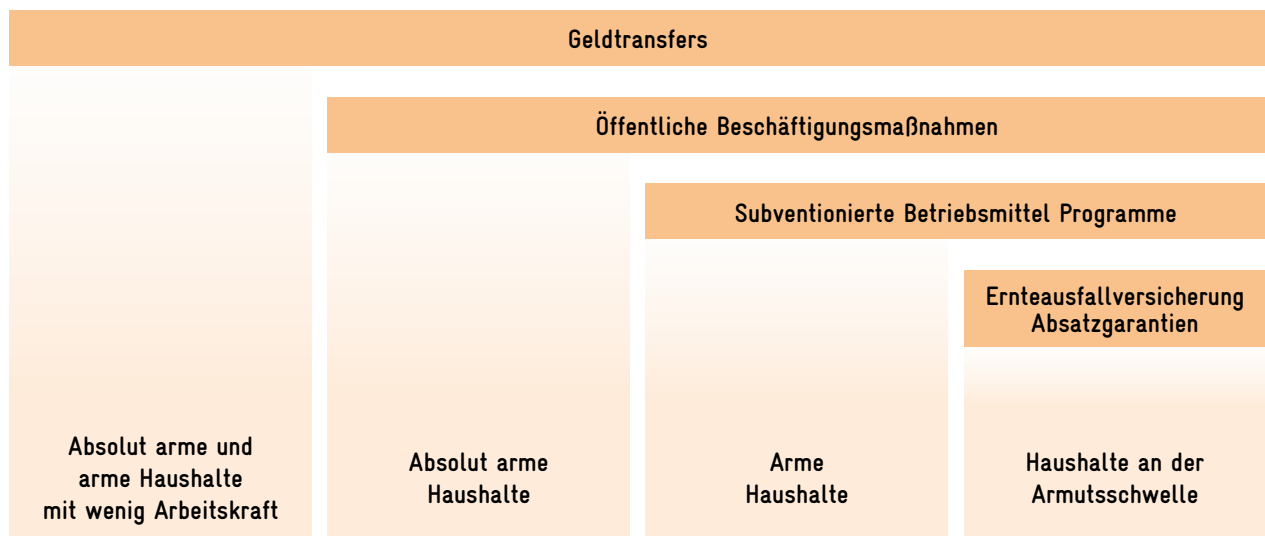 Geldtransfers
Öffentliche Beschäftigungsmaßnahmen
Subventionierte Betriebsmittel Programme
Ernteausfallversicherung
Absatzgarantien
Absolut arme und
arme Haushalte
mit wenig Arbeitskraft
Absolut arme
Haushalte
Arme
Haushalte
Haushalte an der
Armutsschwelle